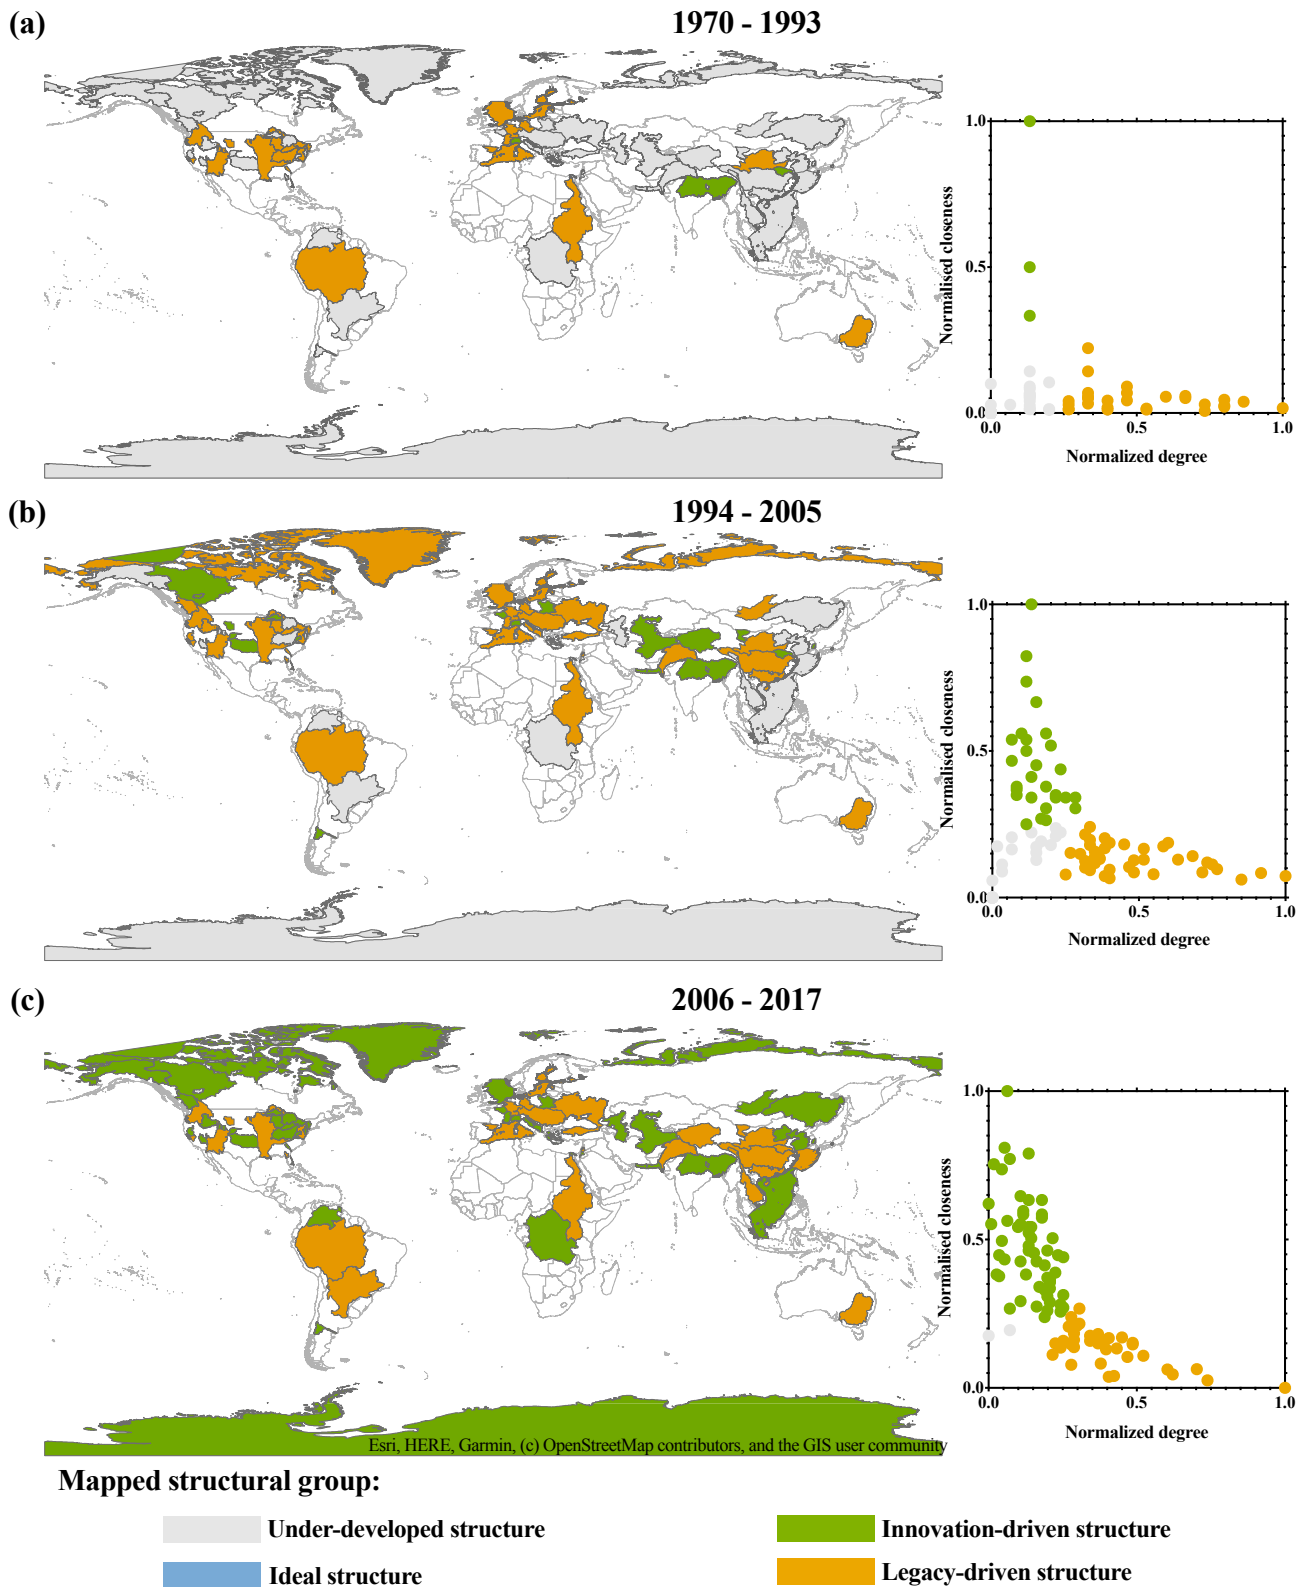 (a)
1970 - 1993
1.0
0.5
0.0
0.0
0.5
1.0
Normalised closeness
Normalized degree
(b)
1994 - 2005
1.0
0.5
0.0
0.0
0.5
1.0
Normalised closeness
Normalized degree
(c)
2006 - 2017
1.0
0.5
0.0
0.0
0.5
1.0
Normalised closeness
Normalized degree
Esri, HERE, Garmin, (c) OpenStreetMap contributors, and the GIS user community
Mapped structural group:
Under-developed structure
Innovation-driven structure
Ideal structure
Legacy-driven structure